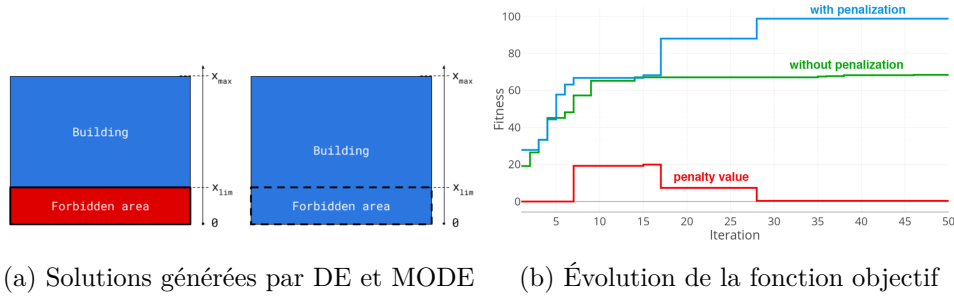 x_max
Building
x_lim
Forbidden area
0
x_max
Building
x_lim
Forbidden area
0
with penalization
without penalization
penalty value
Fitness
100
80
60
40
20
0
5
10
15
20
25
30
35
40
45
50
Iteration
(a) Solutions générées par DE et MODE
(b) Évolution de la fonction objectif